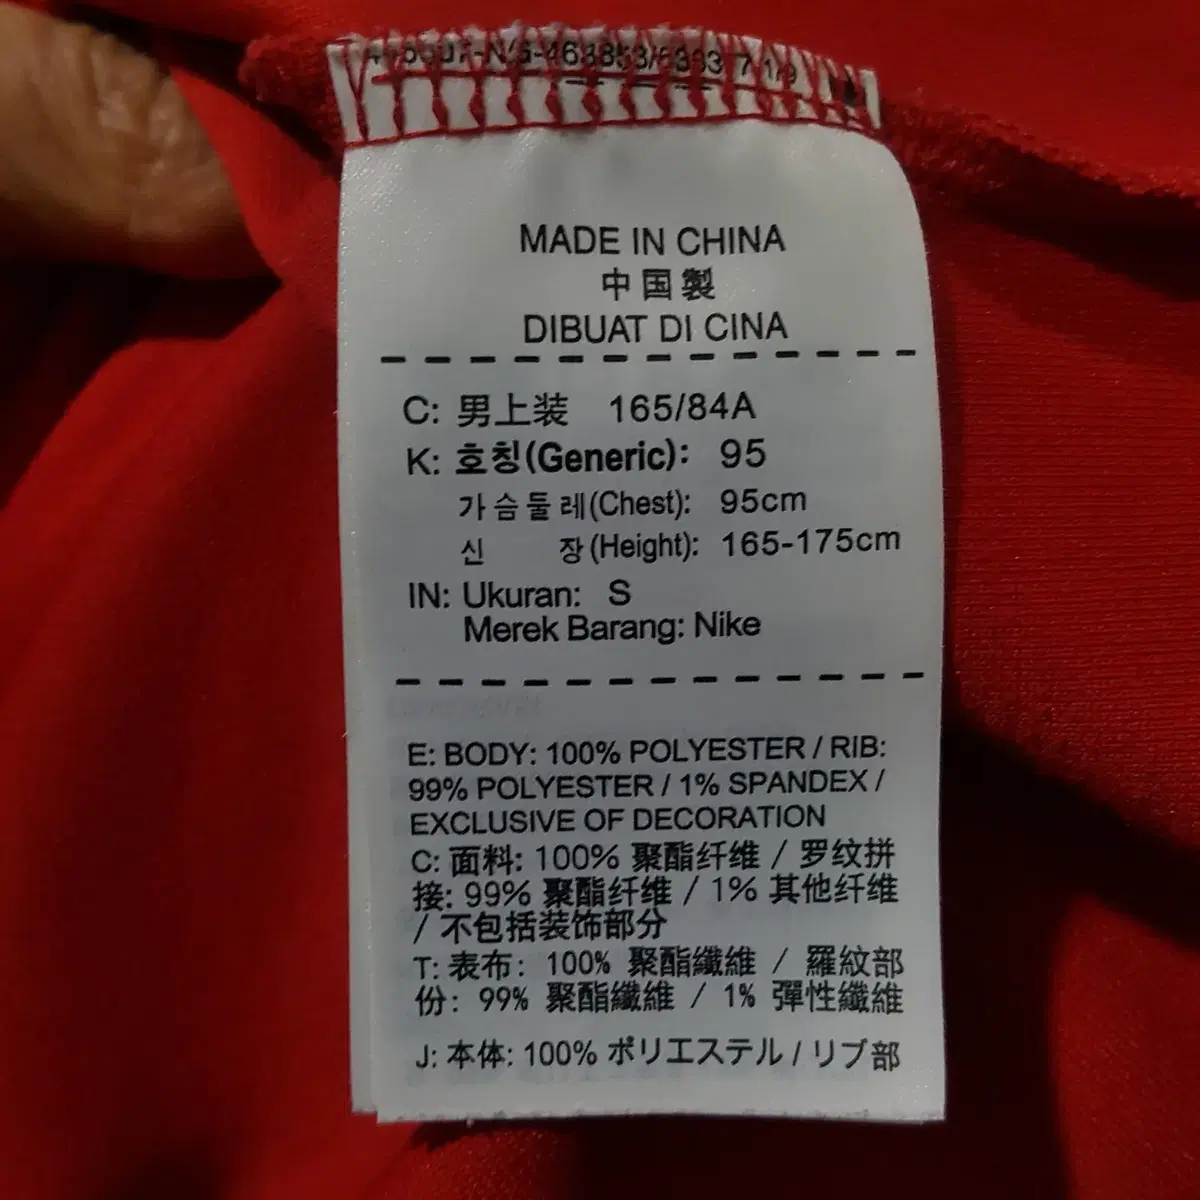 MADE IN CHINA
中国製
DIBUAT DI CINA
C: 男上装 165/84A
K: 호칭(Generic): 95
가슴둘레(Chest): 95cm
신 장(Height): 165-175cm
IN: Ukuran: S
Merek Barang: Nike
E: BODY: 100% POLYESTER / RIB:
99% POLYESTER / 1% SPANDEX /
EXCLUSIVE OF DECORATION
C: 面料: 100% 聚酯纤维 / 罗纹拼
接: 99% 聚酯纤维 / 1% 其他纤维
/ 不包括装饰部分
T: 表布: 100% 聚酯纖維 / 羅紋部
份: 99% 聚酯纖維 / 1% 彈性纖維
J: 本体: 100% ポリエステル / リブ部